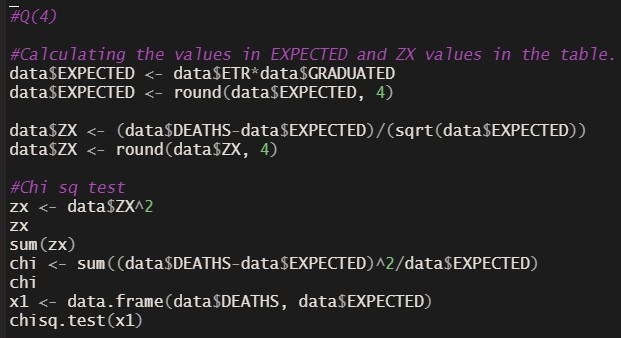 #Q(4)
#Calculating the values in EXPECTED and ZX values in the table.
data$EXPECTED <- data$ETR*data$GRADUATED
data$EXPECTED <- round(data$EXPECTED, 4)
data$ZX <- (data$DEATHS-data$EXPECTED)/(sqrt(data$EXPECTED))
data$ZX <- round(data$ZX, 4)
#Chi sq test
zx <- data$ZX^2
zx
sum(zx)
chi <- sum((data$DEATHS-data$EXPECTED)^2/data$EXPECTED)
chi
x1 <- data.frame(data$DEATHS, data$EXPECTED)
chisq.test(x1)